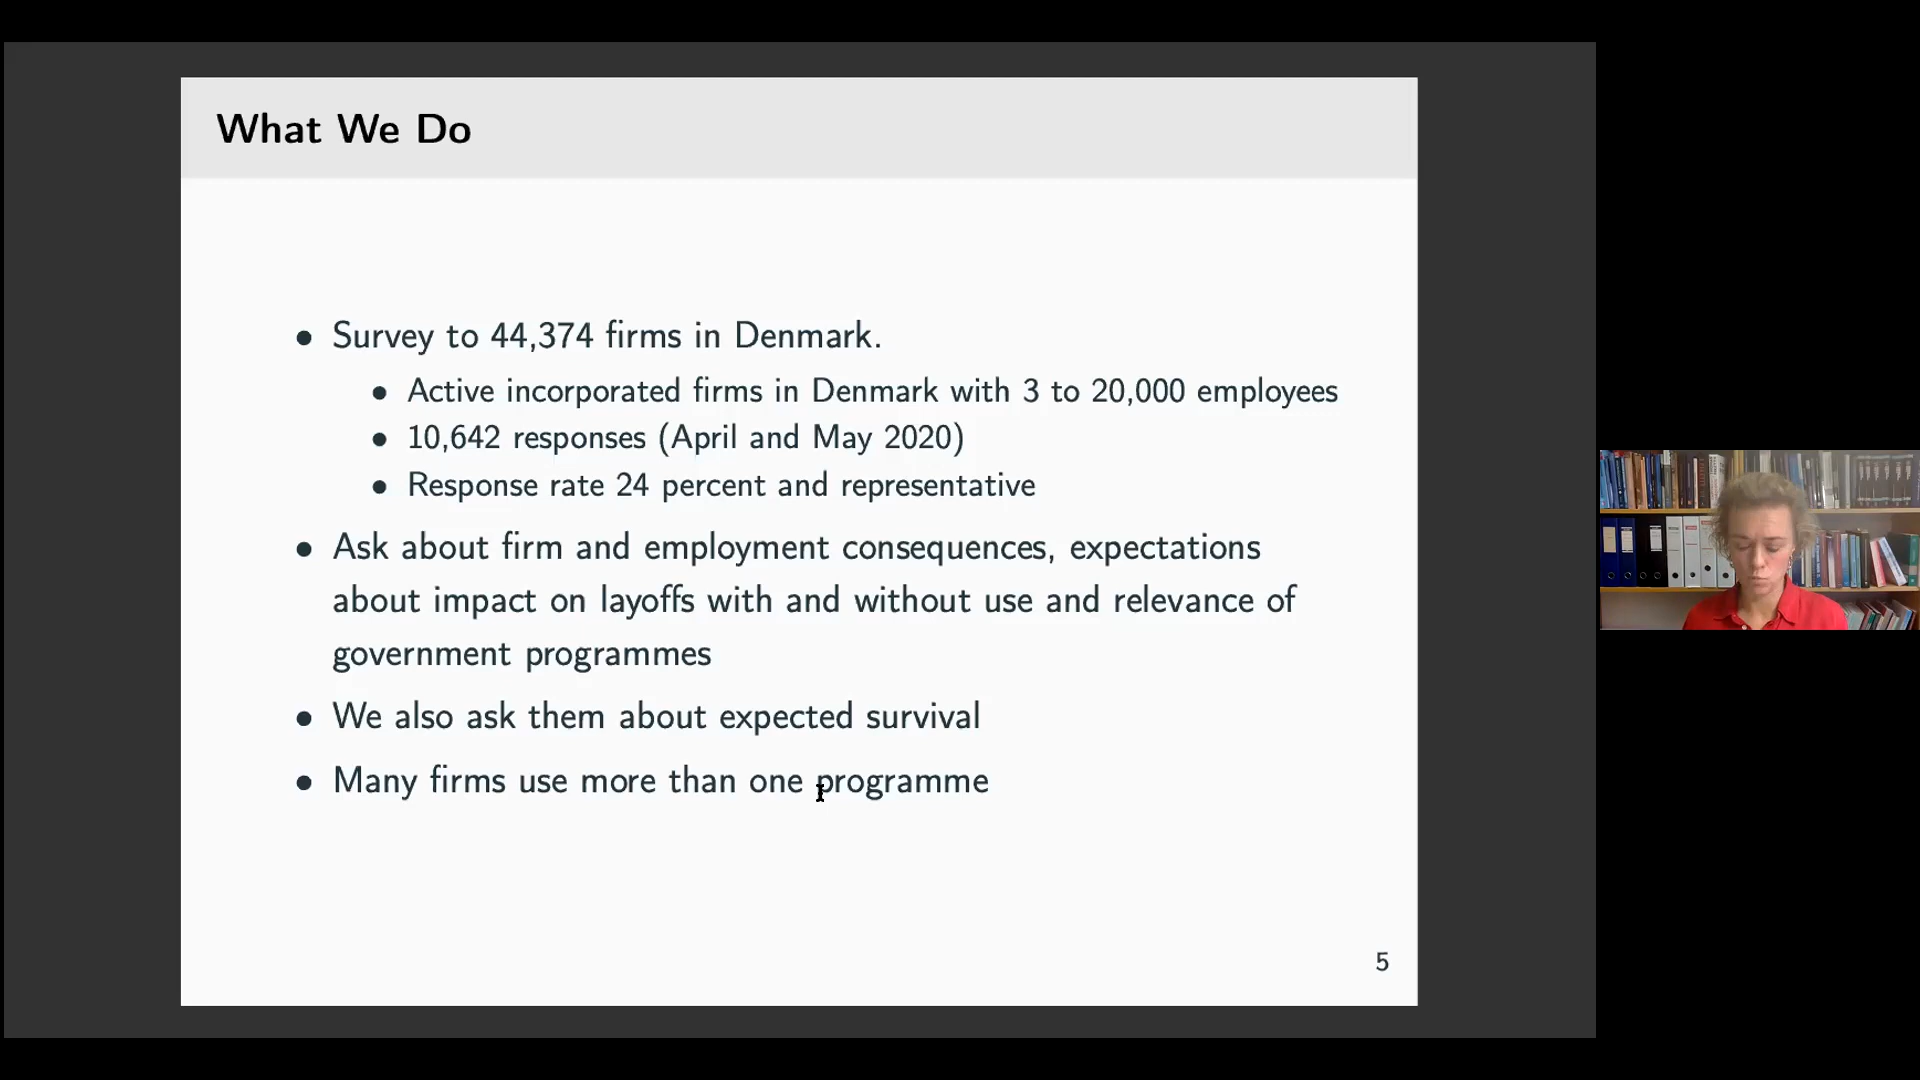 What We Do
• Survey to 44,374 firms in Denmark.
• Active incorporated firms in Denmark with 3 to 20,000 employees
• 10,642 responses (April and May 2020)
• Response rate 24 percent and representative
• Ask about firm and employment consequences, expectations
about impact on layoffs with and without use and relevance of
government programmes
• We also ask them about expected survival
• Many firms use more than one programme
5